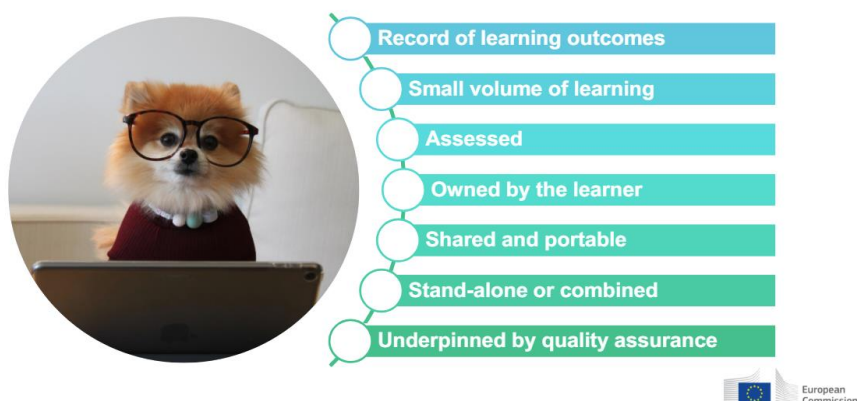 Record of learning outcomes
Small volume of learning
Assessed
Owned by the learner
Shared and portable
Stand-alone or combined
Underpinned by quality assurance
European
Commission